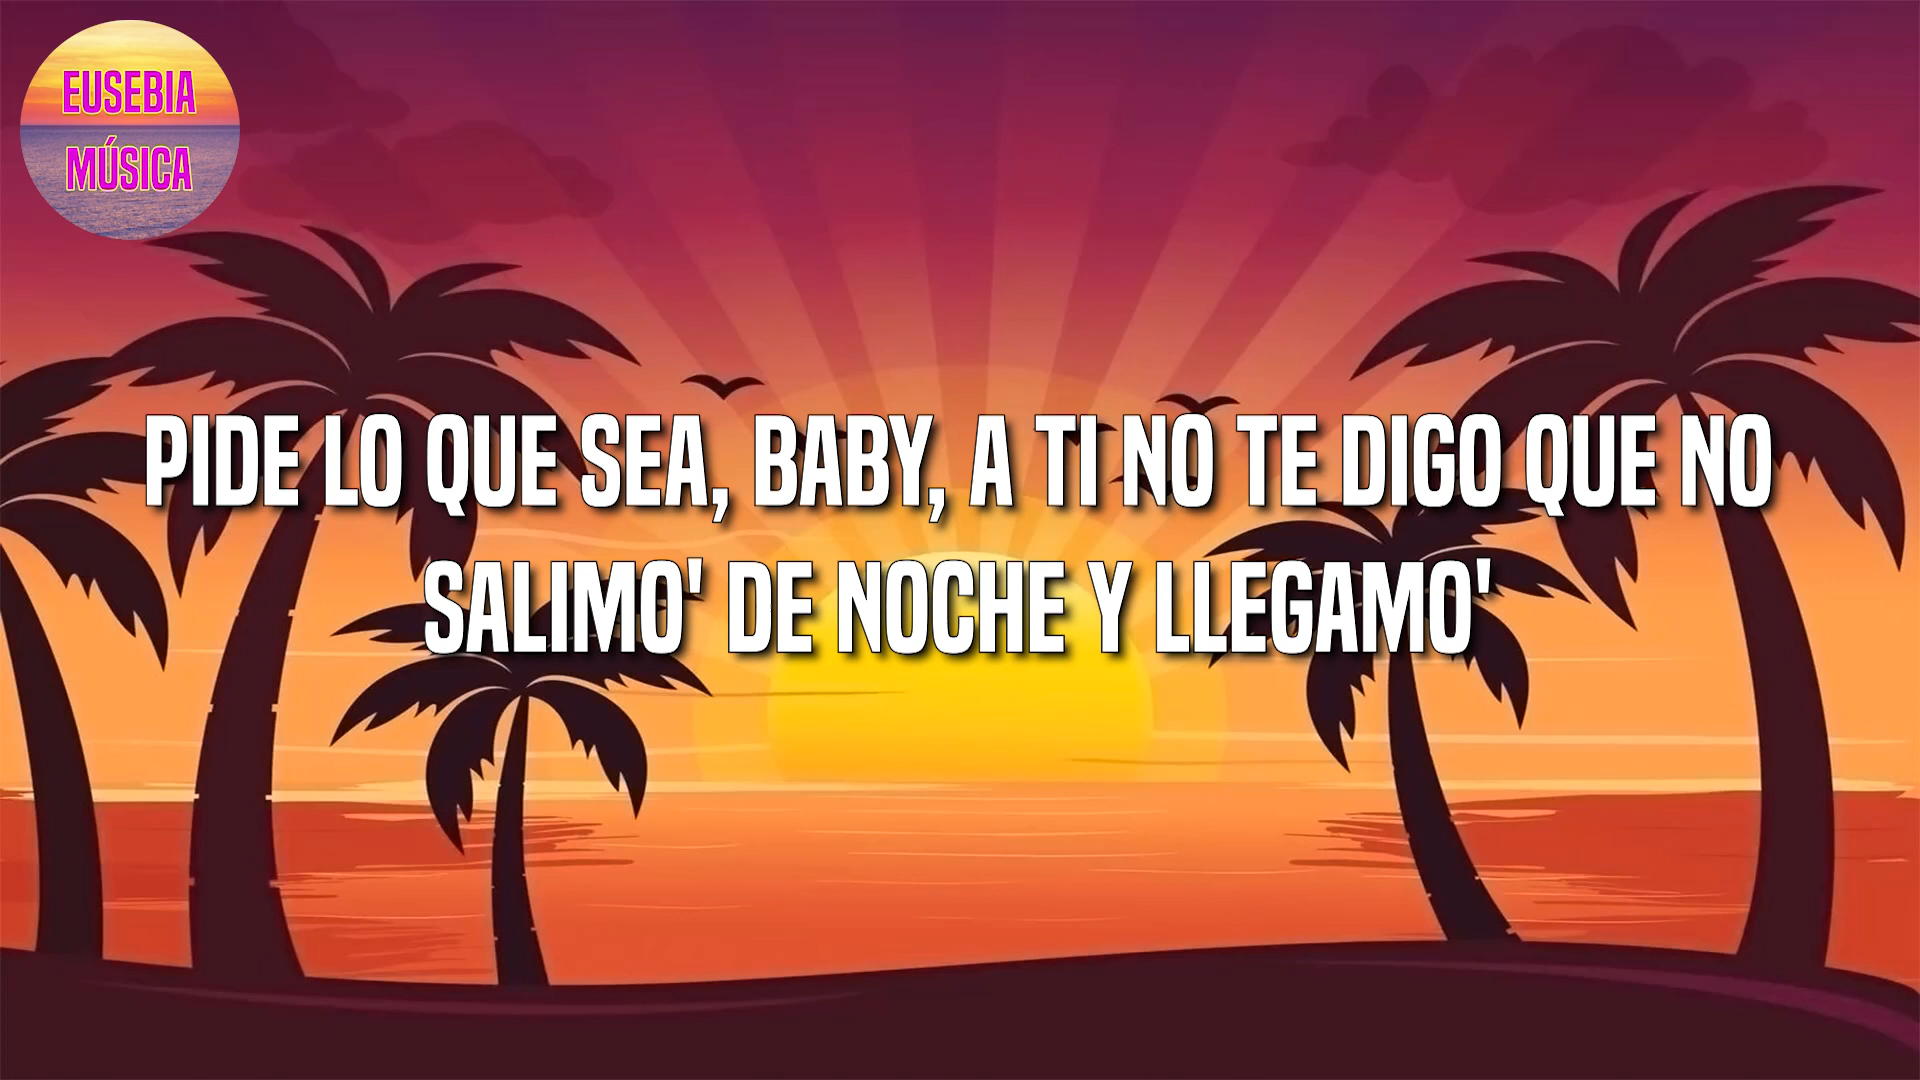 EUSEBIA
MÚSICA
PIDE LO QUE SEA, BABY, A TI NO TE DIGO QUE NO
SALIMO' DE NOCHE Y LLEGAMO'